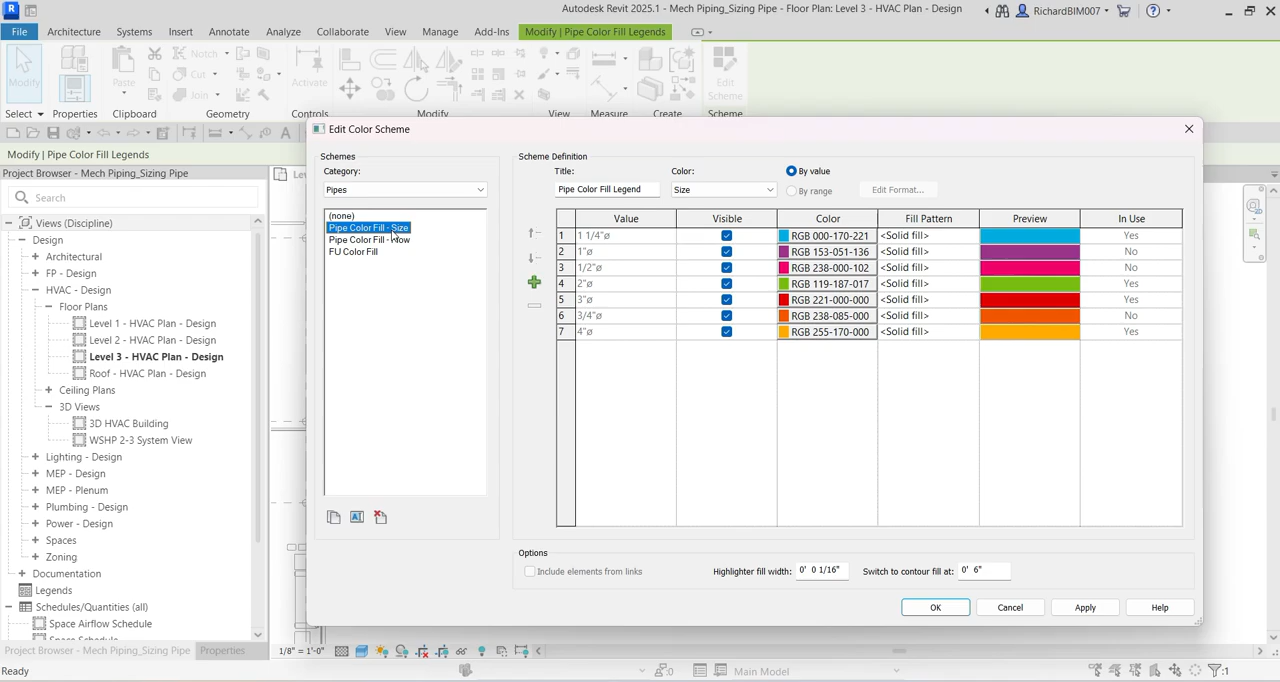 Autodesk Revit 2025.1 - Mech Piping_Sizing Pipe - Floor Plan: Level 3 - HVAC Plan - Design
RichardBIM007
File Architecture Systems Insert Annotate Analyze Collaborate View Manage Add-Ins Modify | Pipe Color Fill Legends
Modify Paste Notch Cut Join Activate Edit Scheme
Select Properties Clipboard Geometry Controls Modify View Measure Create Scheme
Modify | Pipe Color Fill Legends
Project Browser - Mech Piping_Sizing Pipe
Search
Views (Discipline)
Design
Architectural
FP - Design
HVAC - Design
Floor Plans
Level 1 - HVAC Plan - Design
Level 2 - HVAC Plan - Design
Level 3 - HVAC Plan - Design
Roof - HVAC Plan - Design
Ceiling Plans
3D Views
3D HVAC Building
WSHP 2-3 System View
Lighting - Design
MEP - Design
MEP - Plenum
Plumbing - Design
Power - Design
Spaces
Zoning
Documentation
Legends
Schedules/Quantities (all)
Space Airflow Schedule
Space Schedule
Project Browser - Mech Piping_Sizing Pipe Properties
Edit Color Scheme
Schemes
Category:
Pipes
(none)
Pipe Color Fill - Size
Pipe Color Fill - Flow
FU Color Fill
Scheme Definition
Title: Color: By value
Pipe Color Fill Legend Size By range Edit Format...
Value Visible Color Fill Pattern Preview In Use
1 1 1/4"ø RGB 000-170-221 <Solid fill> Yes
2 1"ø RGB 153-051-136 <Solid fill> No
3 1/2"ø RGB 238-000-102 <Solid fill> No
4 2"ø RGB 119-187-017 <Solid fill> Yes
5 3"ø RGB 221-000-000 <Solid fill> Yes
6 3/4"ø RGB 238-085-000 <Solid fill> No
7 4"ø RGB 255-170-000 <Solid fill> Yes
Options
Include elements from links Highlighter fill width: 0' 0 1/16" Switch to contour fill at: 0' 6"
OK Cancel Apply Help
1/8" = 1'-0"
Ready :0 Main Model :1